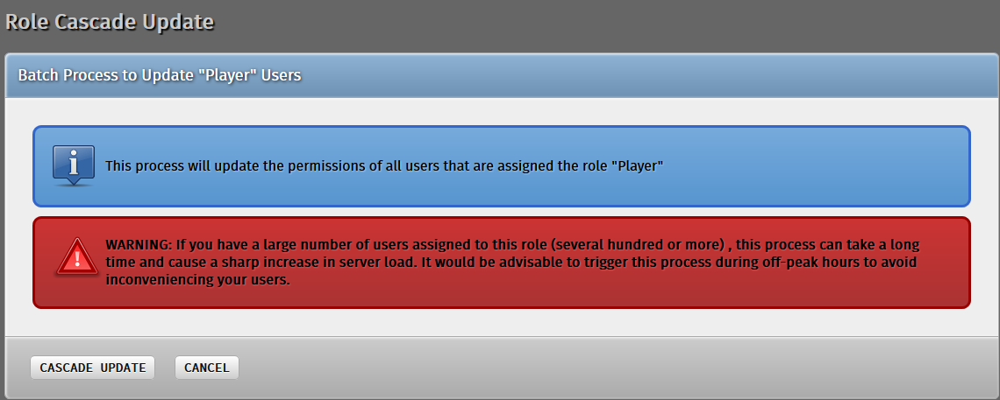 Role Cascade Update
Batch Process to Update "Player" Users
This process will update the permissions of all users that are assigned the role "Player"
WARNING: If you have a large number of users assigned to this role (several hundred or more) , this process can take a long
time and cause a sharp increase in server load. It would be advisable to trigger this process during off-peak hours to avoid
inconveniencing your users.
CASCADE UPDATE
CANCEL